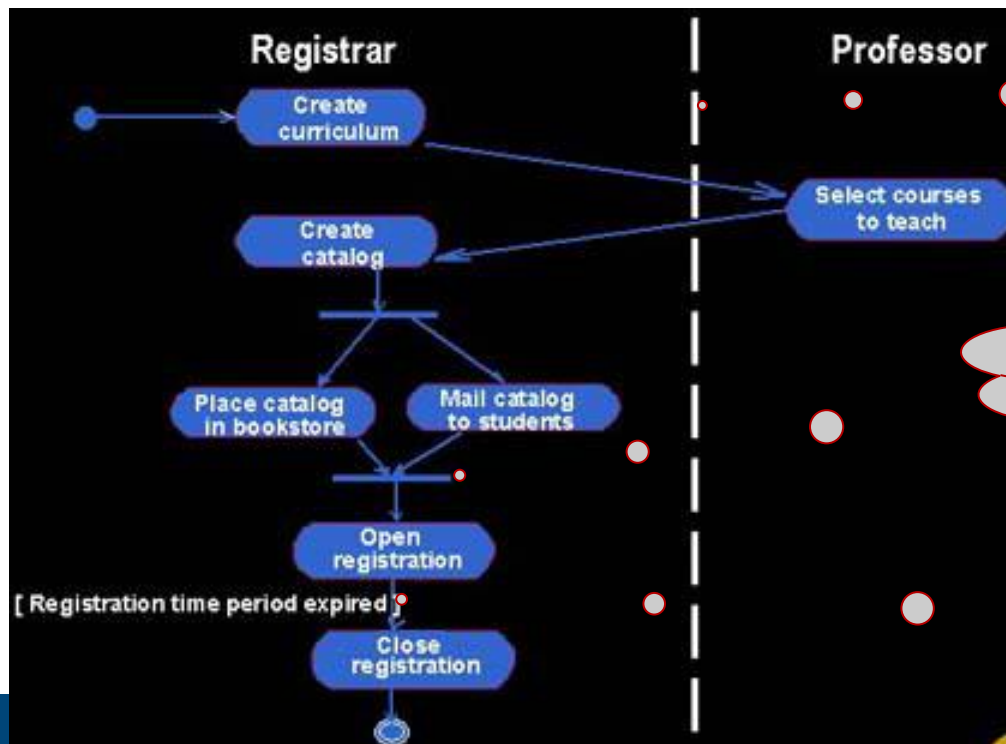 Registrar
Professor
Create
curriculum
Select courses
to teach
Create
catalog
Place catalog
in bookstore
Mail catalog
to students
Open
registration
[ Registration time period expired ]
Close
registration